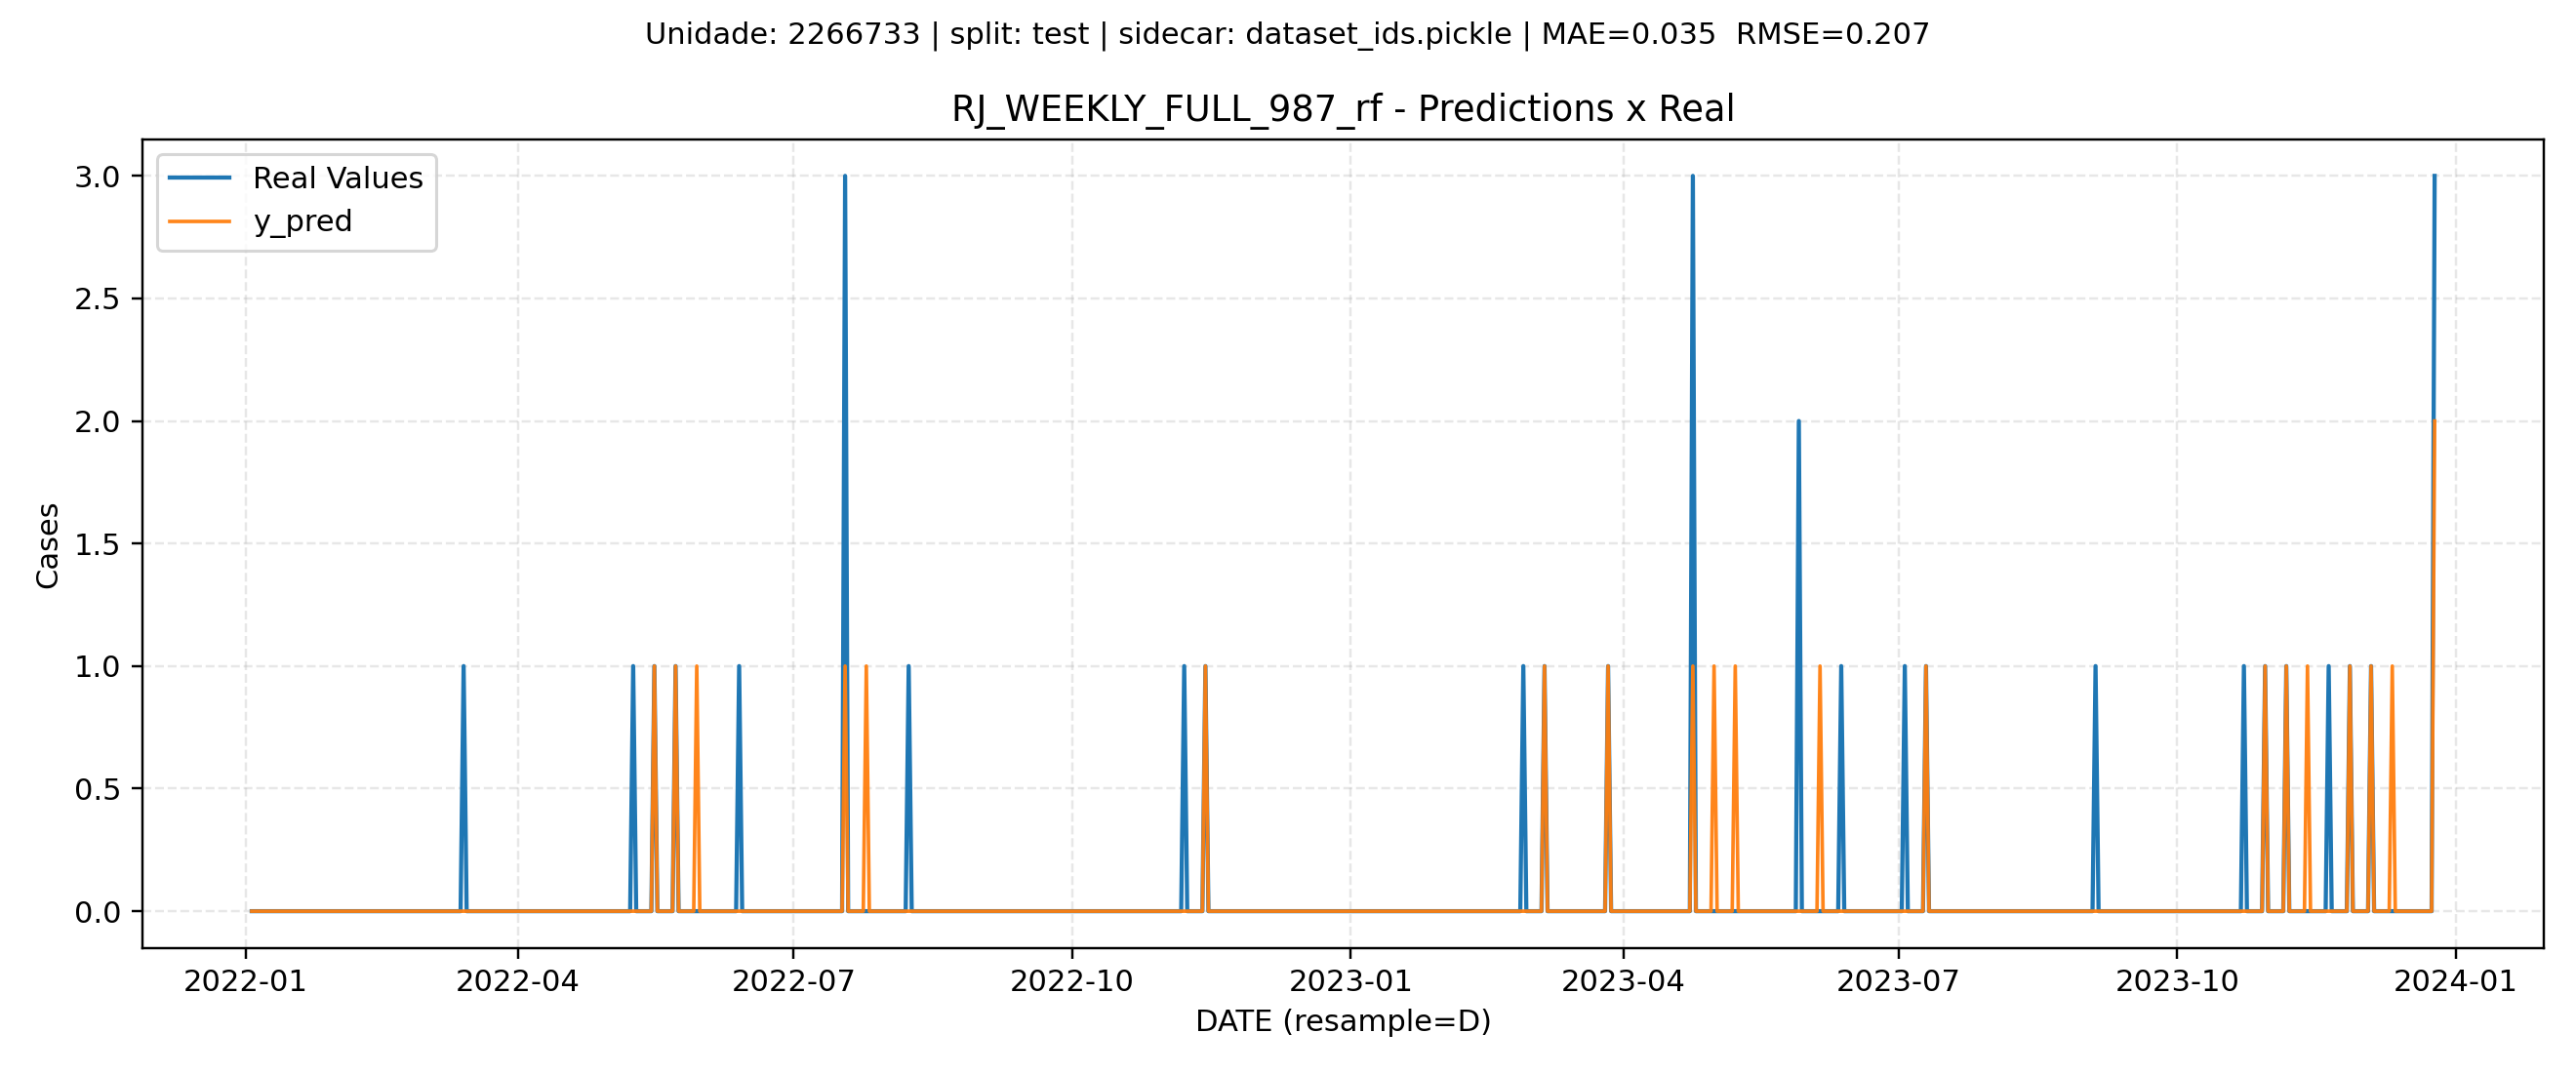 Unidade: 2266733 | split: test | sidecar: dataset_ids.pickle | MAE=0.035  RMSE=0.207
RJ_WEEKLY_FULL_987_rf - Predictions x Real
Real Values
y_pred
3.0
2.5
2.0
1.5
1.0
0.5
0.0
Cases
2022-01
2022-04
2022-07
2022-10
2023-01
2023-04
2023-07
2023-10
2024-01
DATE (resample=D)